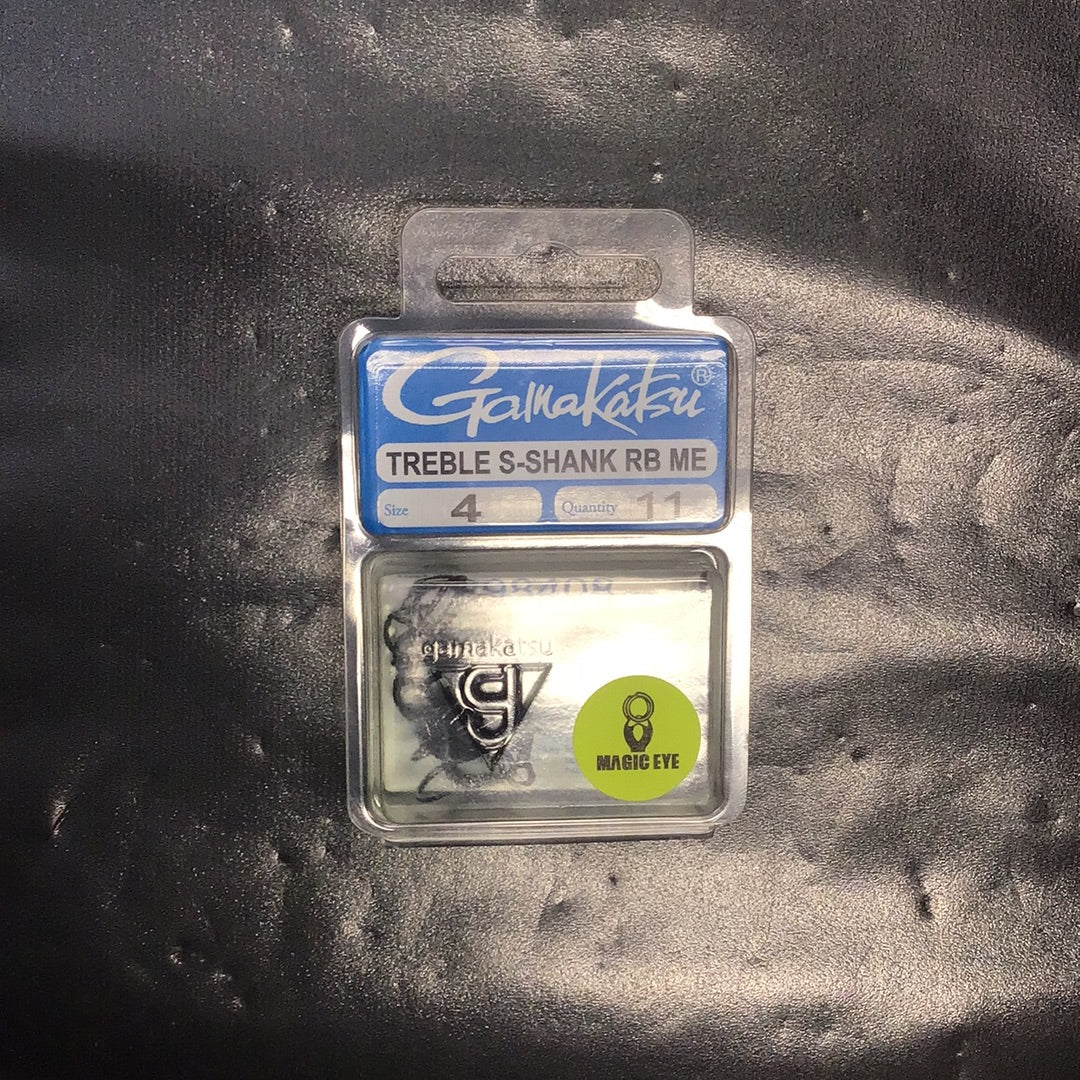 Gamakatsu®
TREBLE S-SHANK RB ME
Size 4 Quantity 11
gamakatsu
MAGIC EYE